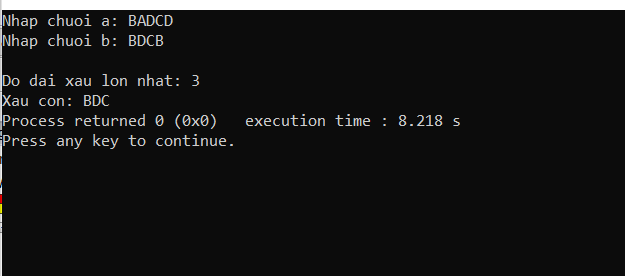 Nhap chuoi a: BADCD
Nhap chuoi b: BDCB
Do dai xau lon nhat: 3
Xau con: BDC
Process returned 0 (0x0)   execution time : 8.218 s
Press any key to continue.